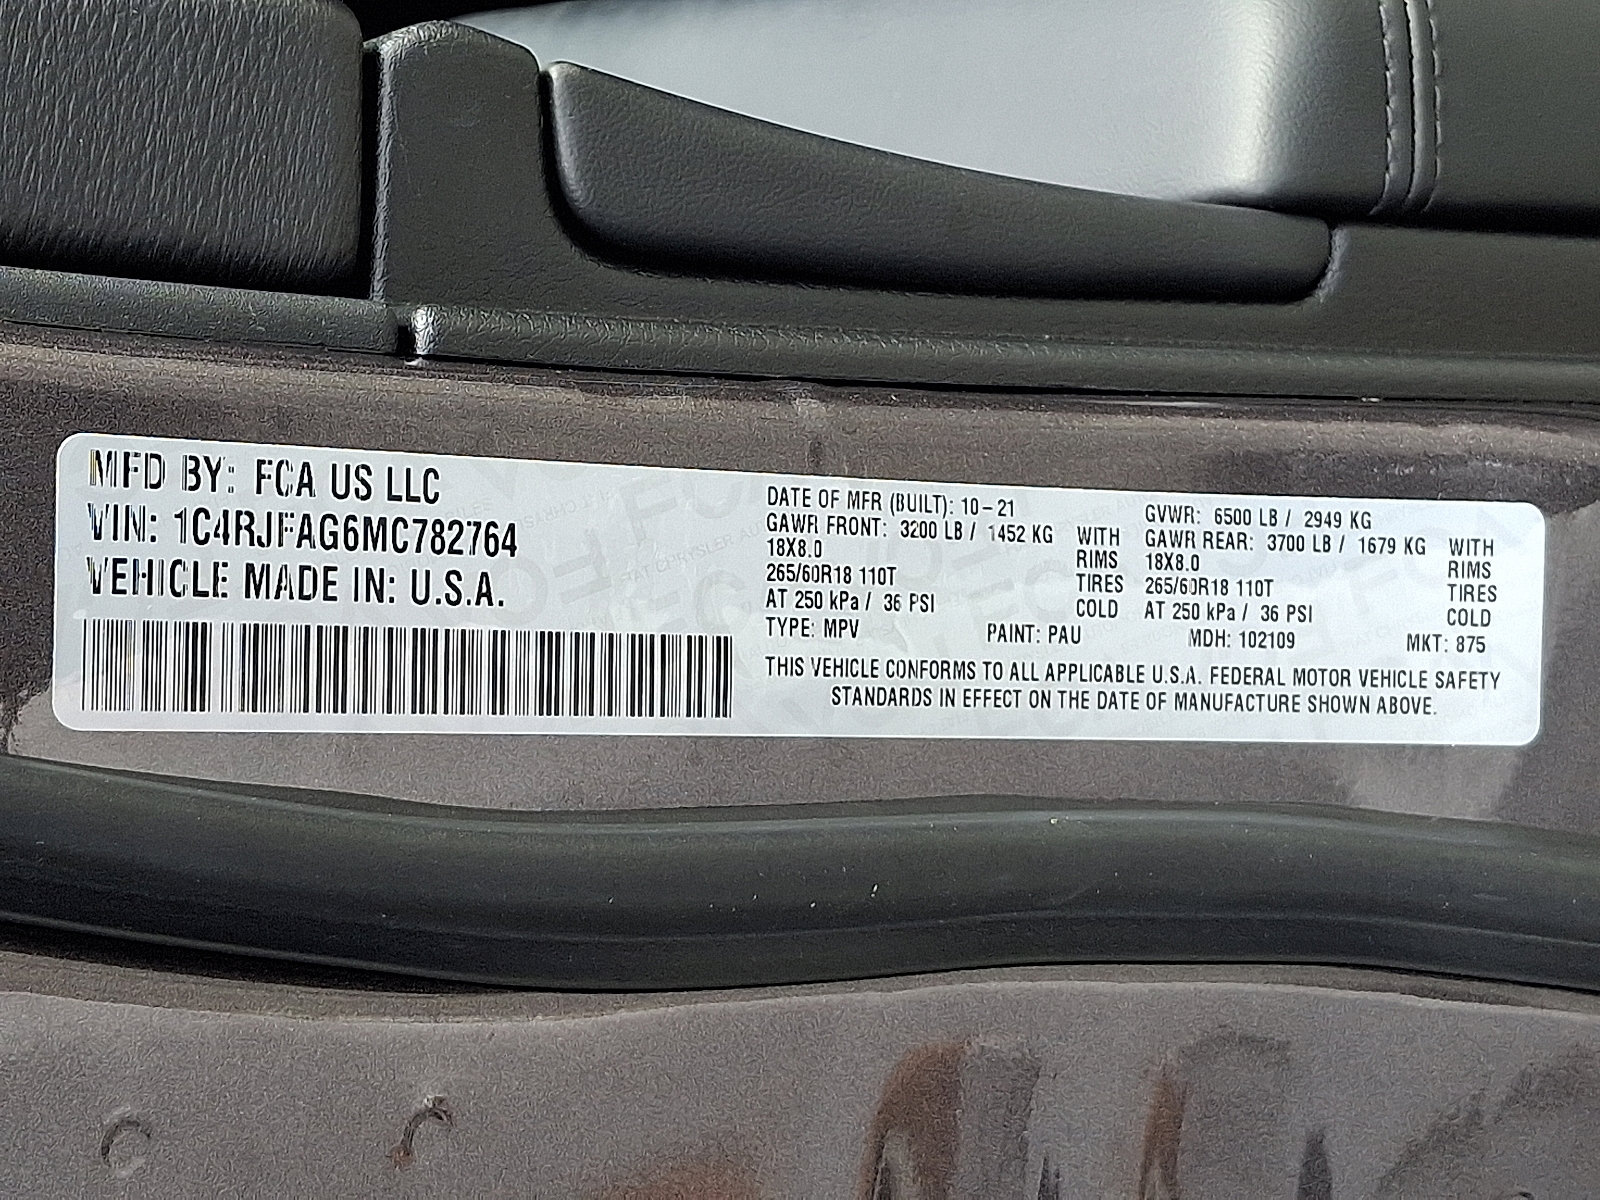 MFD BY: FCA US LLC
VIN: 1C4RJFAG6MC782764
VEHICLE MADE IN: U.S.A.
DATE OF MFR (BUILT): 10-21
GAWR FRONT: 3200 LB / 1452 KG WITH
18X8.0 RIMS
265/60R18 110T TIRES
AT 250 kPa / 36 PSI COLD
GVWR: 6500 LB / 2949 KG
GAWR REAR: 3700 LB / 1679 KG WITH
18X8.0 RIMS
265/60R18 110T TIRES
AT 250 kPa / 36 PSI COLD
TYPE: MPV PAINT: PAU MDH: 102109 MKT: 875
THIS VEHICLE CONFORMS TO ALL APPLICABLE U.S.A. FEDERAL MOTOR VEHICLE SAFETY
STANDARDS IN EFFECT ON THE DATE OF MANUFACTURE SHOWN ABOVE.